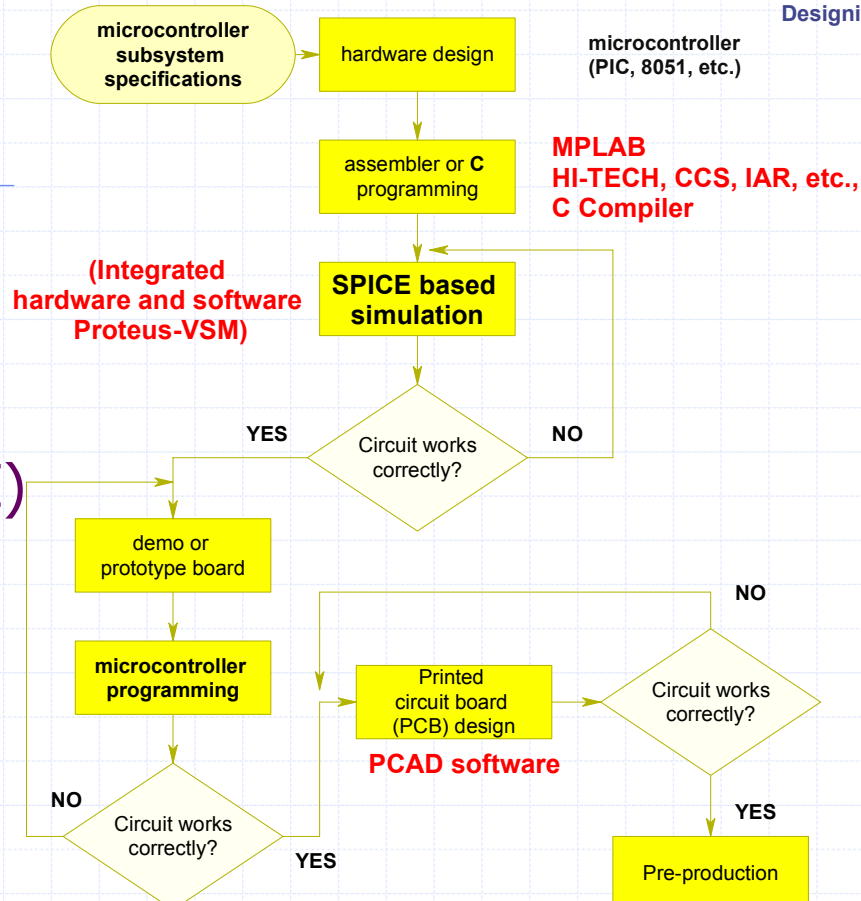 Designi
microcontroller
subsystem
specifications
hardware design
microcontroller
(PIC, 8051, etc.)
assembler or C
programming
MPLAB
HI-TECH, CCS, IAR, etc.,
C Compiler
(Integrated
hardware and software
Proteus-VSM)
SPICE based
simulation
YES
Circuit works
correctly?
NO
)
demo or
prototype board
NO
microcontroller
programming
Printed
circuit board
(PCB) design
Circuit works
correctly?
PCAD software
NO
Circuit works
correctly?
YES
YES
Pre-production